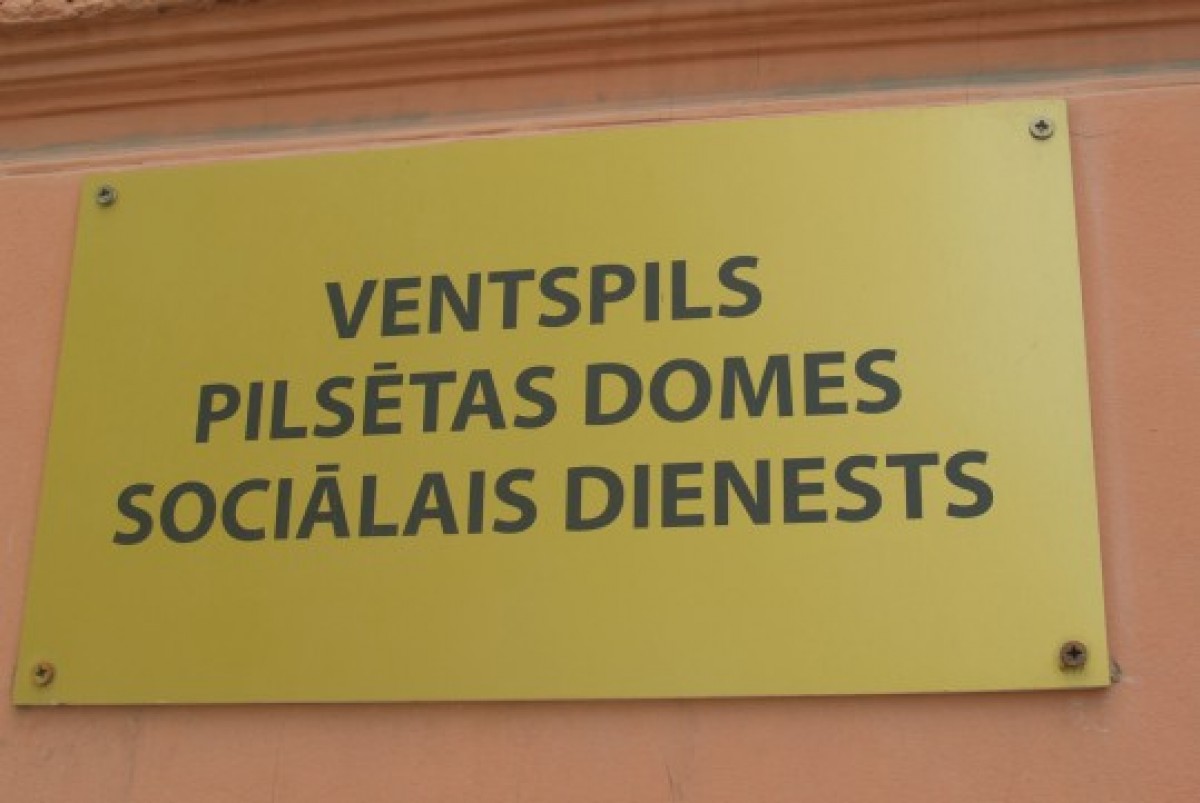 VENTSPILS
PILSĒTAS DOMES
SOCIĀLAIS DIENESTS